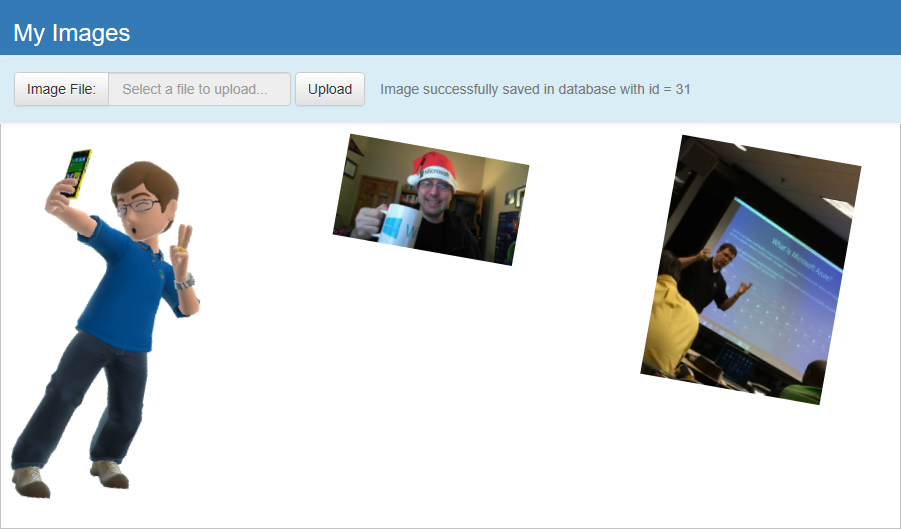 My Images
Image File:
Select a file to upload...
Upload
Image successfully saved in database with id = 31
Microsoft
What is Microsoft Azure?